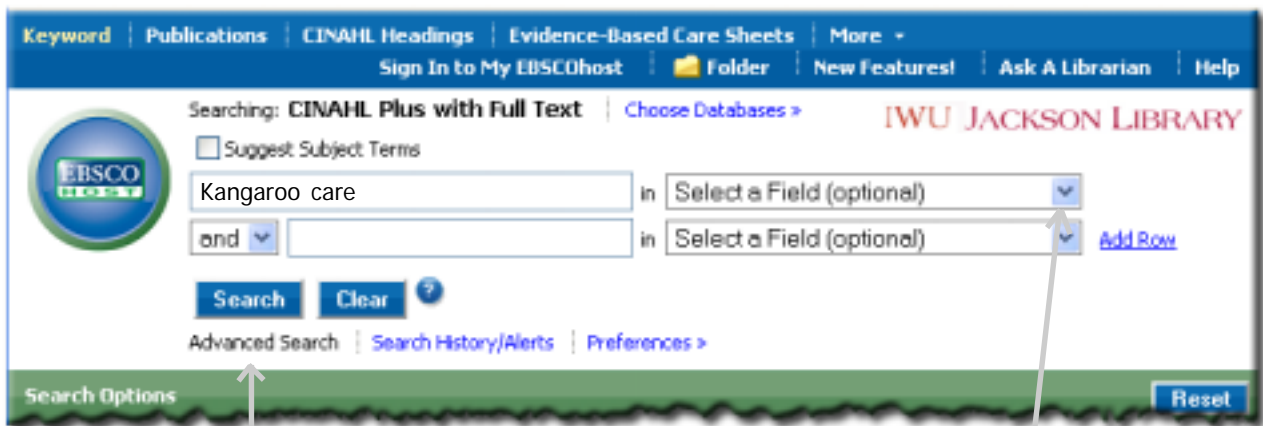 Keyword Publications CINAHL Headings Evidence-Based Care Sheets More
Sign In to My EBSCOhost Folder New Features! Ask A Librarian Help
Searching: CINAHL Plus with Full Text Choose Databases »
IWU JACKSON LIBRARY
Suggest Subject Terms
EBSCO
HOST
Kangaroo care in Select a Field (optional)
and in Select a Field (optional) Add Row
Search Clear ?
Advanced Search Search History/Alerts Preferences »
Search Options Reset